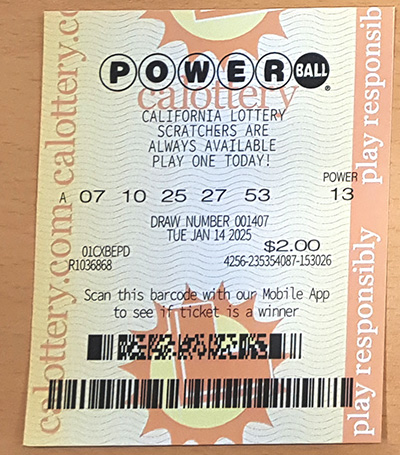 POWERBALL
calottery
CALIFORNIA LOTTERY
SCRATCHERS ARE
ALWAYS AVAILABLE
PLAY ONE TODAY!
POWER
A 07 10 25 27 53 13
DRAW NUMBER 001407
TUE JAN 14 2025
01CXBEPD $2.00
R1036868 4256-235354087-153026
Scan this barcode with our Mobile App
to see if ticket is a winner
calottery.com calottery.c
play responsibly play responsib